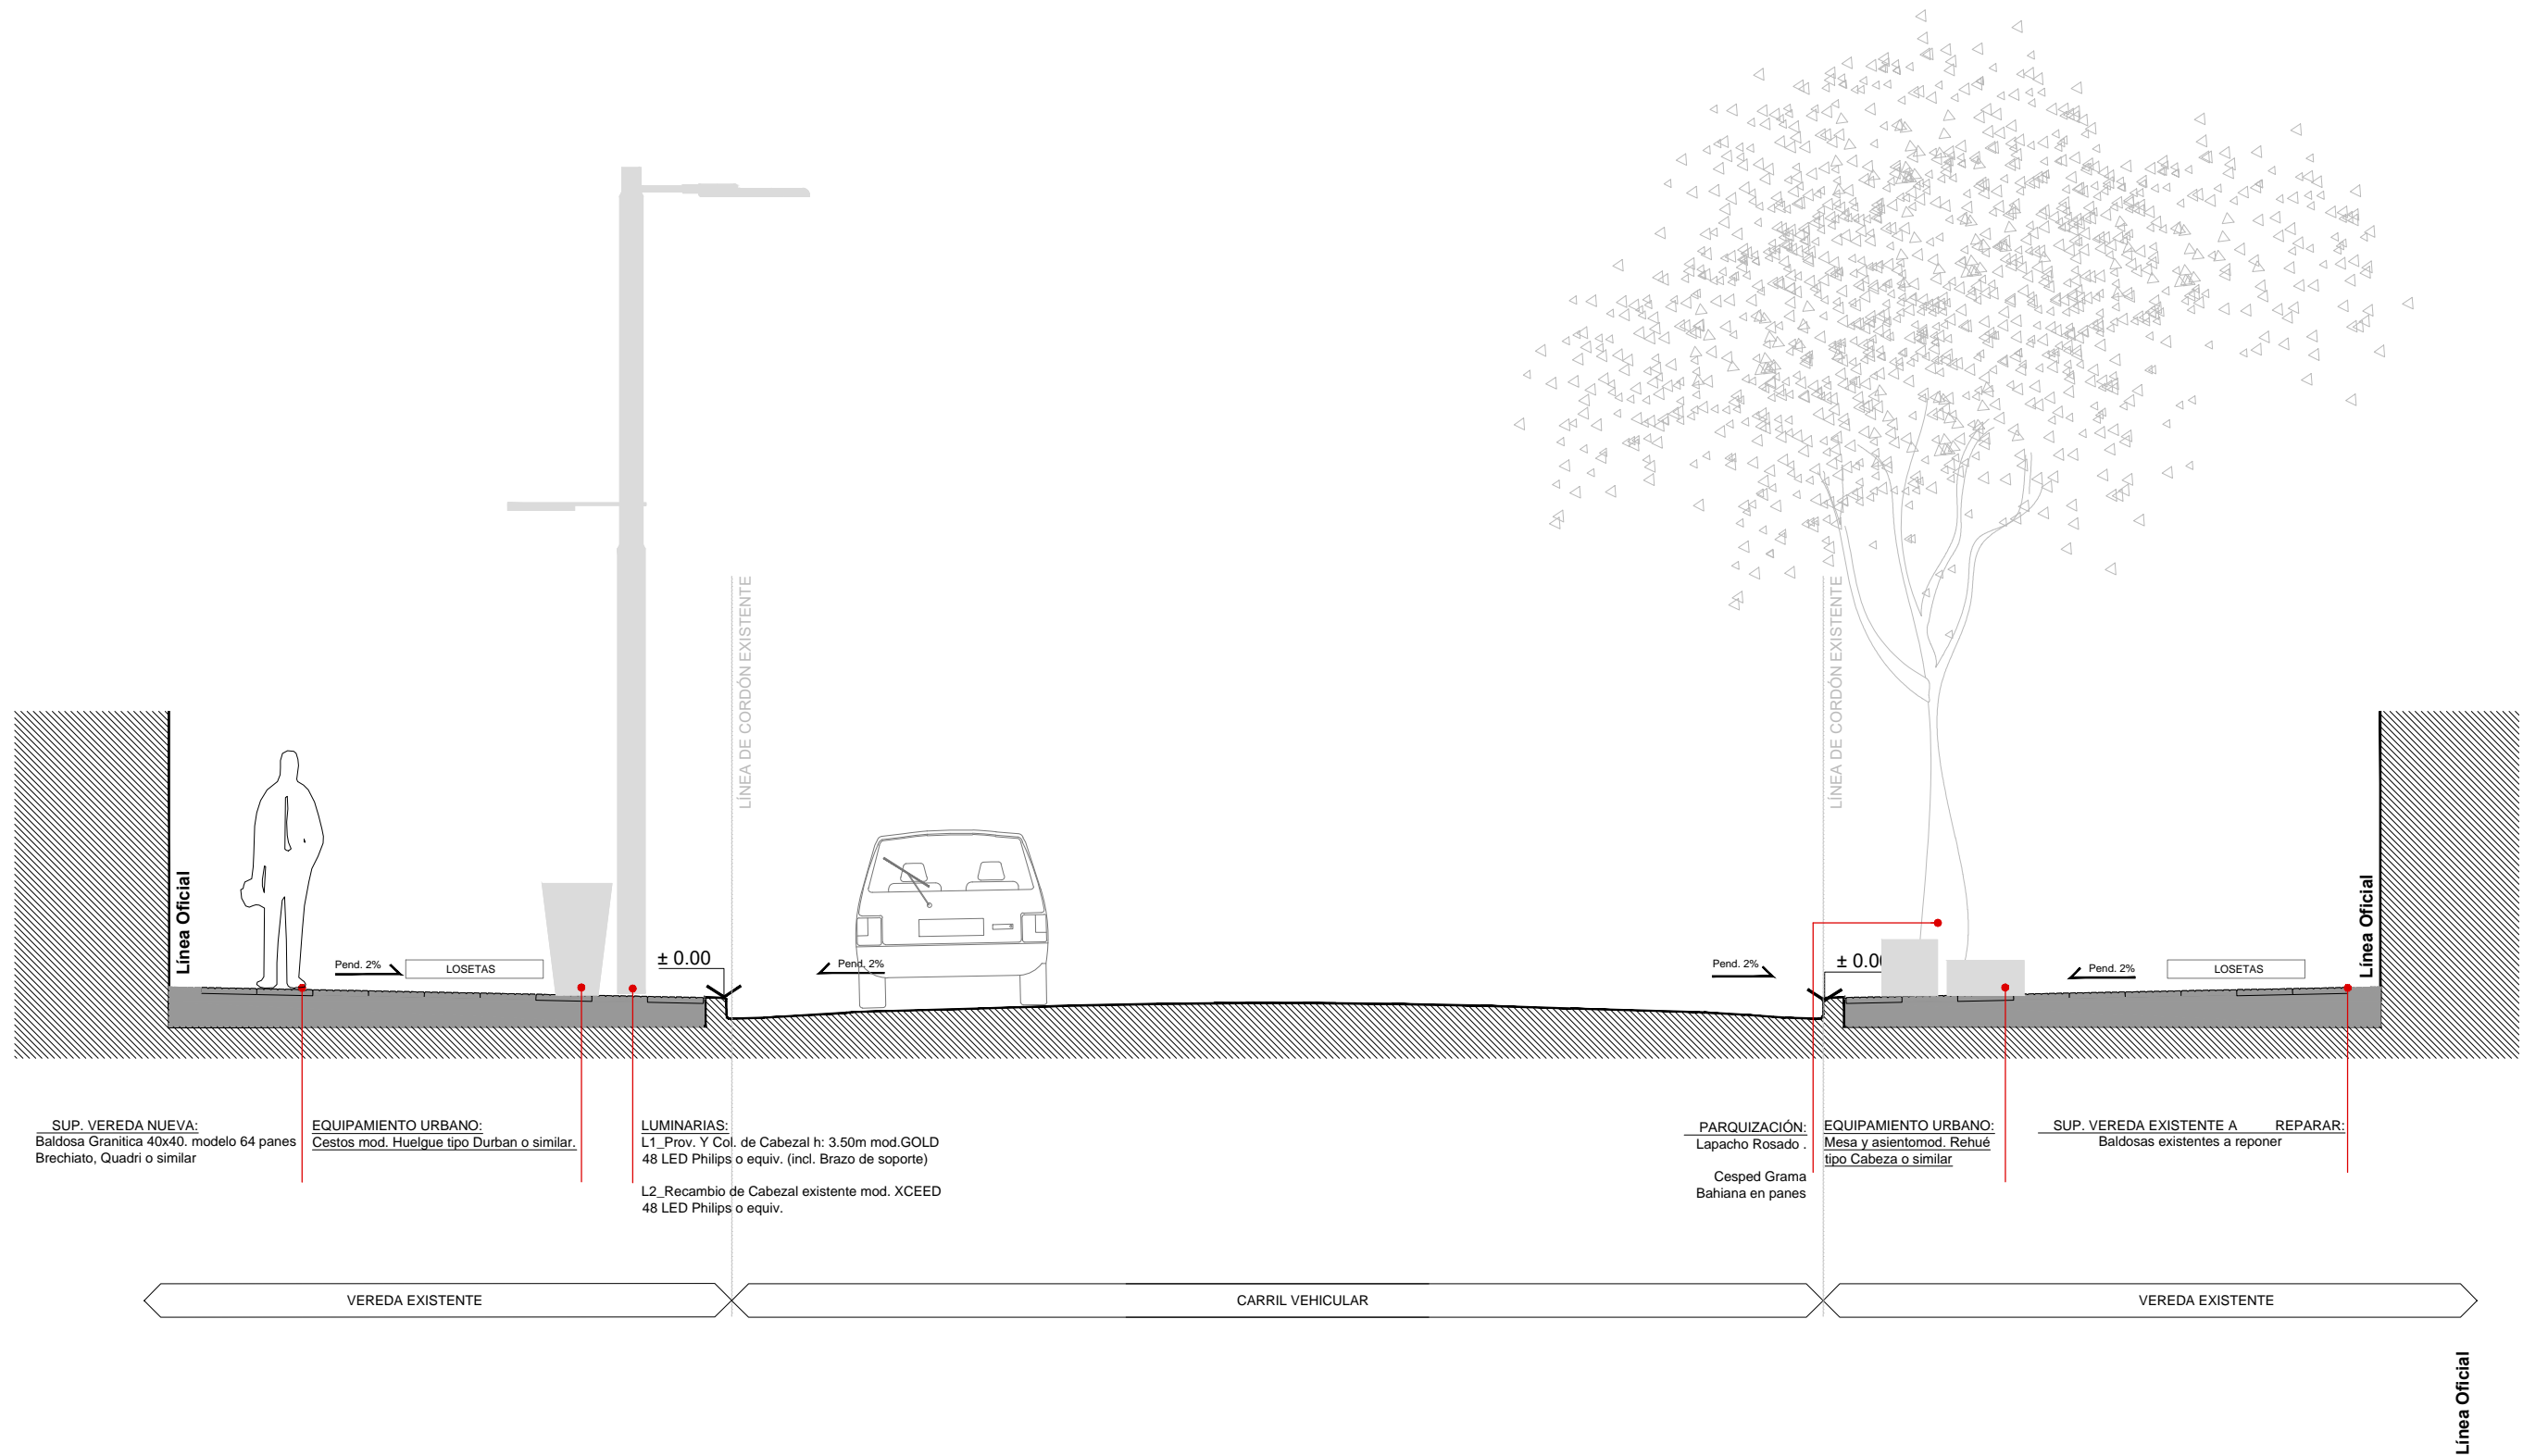 LÍNEA DE CORDÓN EXISTENTE
LÍNEA DE CORDÓN EXISTENTE
Línea Oficial
Línea Oficial
Pend. 2%
LOSETAS
± 0.00
Pend. 2%
Pend. 2%
± 0.00
Pend. 2%
LOSETAS
SUP. VEREDA NUEVA:
Baldosa Granitica 40x40. modelo 64 panes
Brechiato, Quadri o similar
EQUIPAMIENTO URBANO:
Cestos mod. Huelgue tipo Durban o similar.
LUMINARIAS:
L1_Prov. Y Col. de Cabezal h: 3.50m mod.GOLD
48 LED Philips o equiv. (incl. Brazo de soporte)
L2_Recambio de Cabezal existente mod. XCEED
48 LED Philips o equiv.
PARQUIZACIÓN:
Lapacho Rosado .
Cesped Grama
Bahiana en panes
EQUIPAMIENTO URBANO:
Mesa y asientomod. Rehué
tipo Cabeza o similar
SUP. VEREDA EXISTENTE A REPARAR:
Baldosas existentes a reponer
VEREDA EXISTENTE
CARRIL VEHICULAR
VEREDA EXISTENTE
Línea Oficial